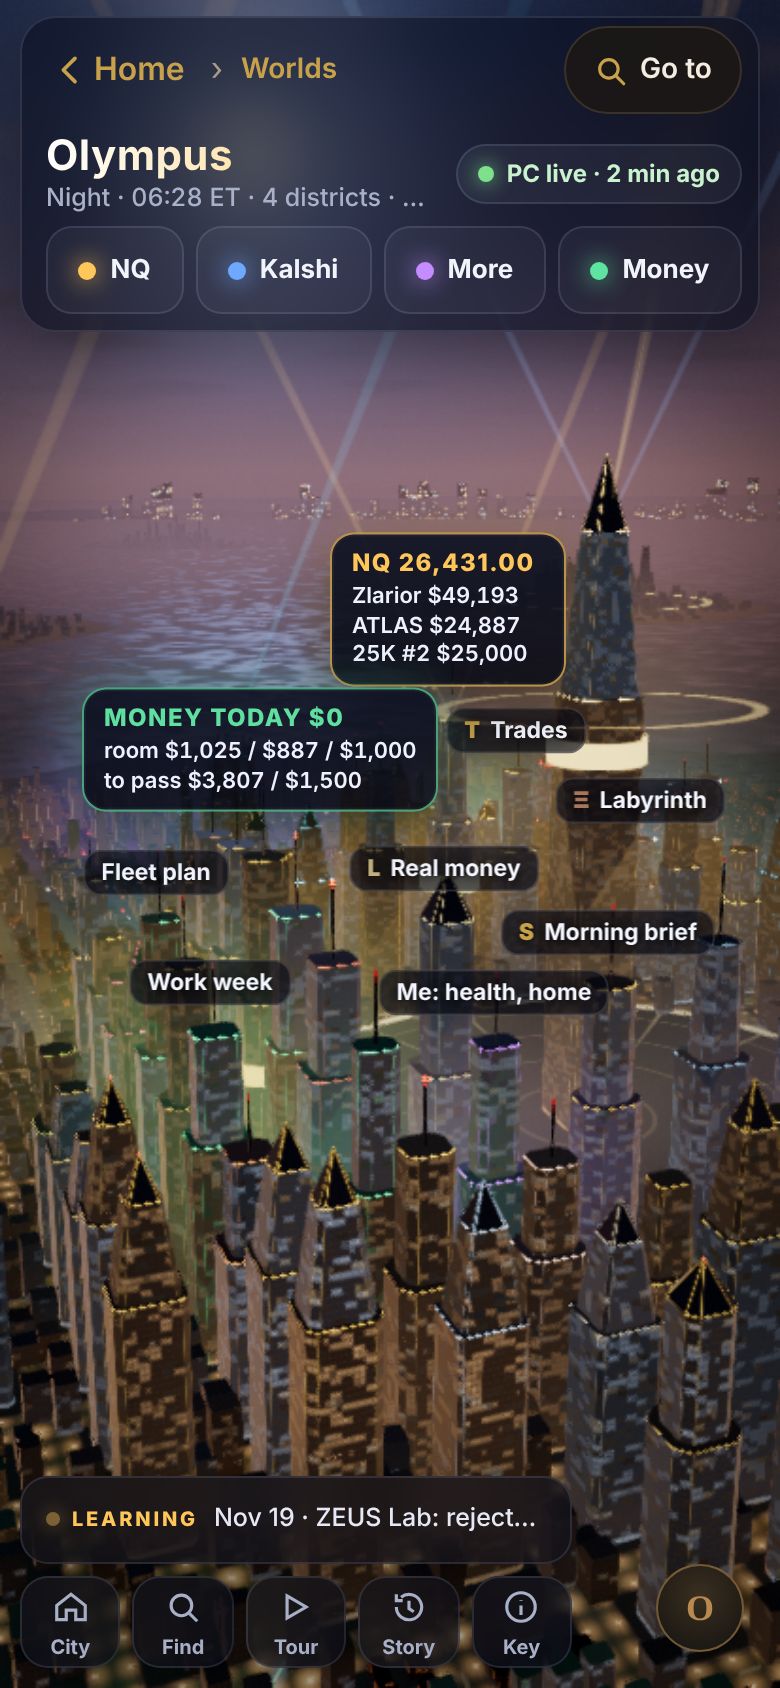 Home › Worlds
Go to
Olympus
Night · 06:28 ET · 4 districts · ...
PC live · 2 min ago
NQ
Kalshi
More
Money
NQ 26,431.00
Zlarior $49,193
ATLAS $24,887
25K #2 $25,000
MONEY TODAY $0
room $1,025 / $887 / $1,000
to pass $3,807 / $1,500
T Trades
Ξ Labyrinth
Fleet plan
L Real money
S Morning brief
Work week
Me: health, home
LEARNING Nov 19 · ZEUS Lab: reject...
City
Find
Tour
Story
Key
O